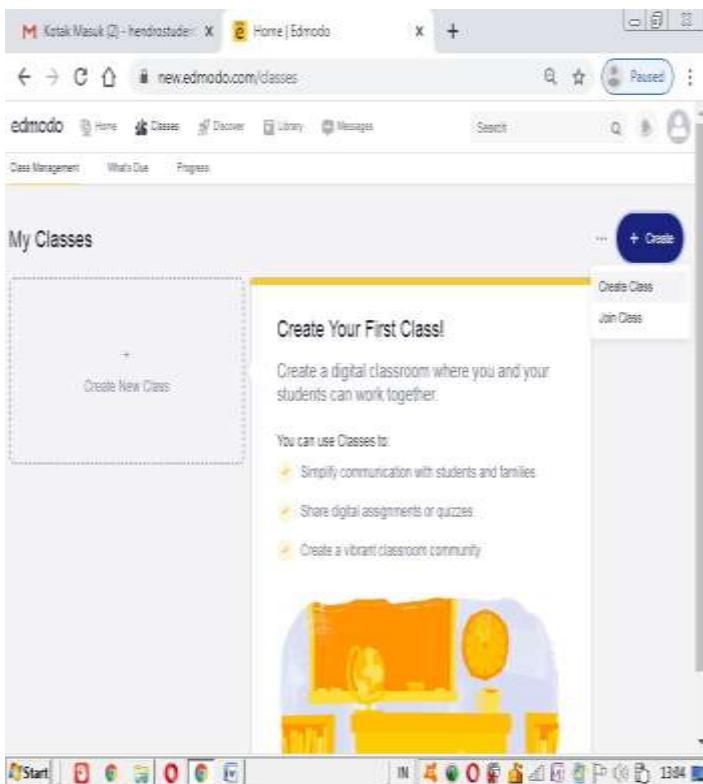 Kotak Masuk (2) - hendrostuder X Home | Edmodo X +
new.edmodo.com/classes Paused
edmodo Home Classes Discover Library Messages Search
Class Management What's Due Progress
My Classes ... + Create
Create Class
Join Class
+
Create New Class
Create Your First Class!
Create a digital classroom where you and your
students can work together.
You can use Classes to:
Simplify communication with students and families
Share digital assignments or quizzes
Create a vibrant classroom community
Start IN 13:04